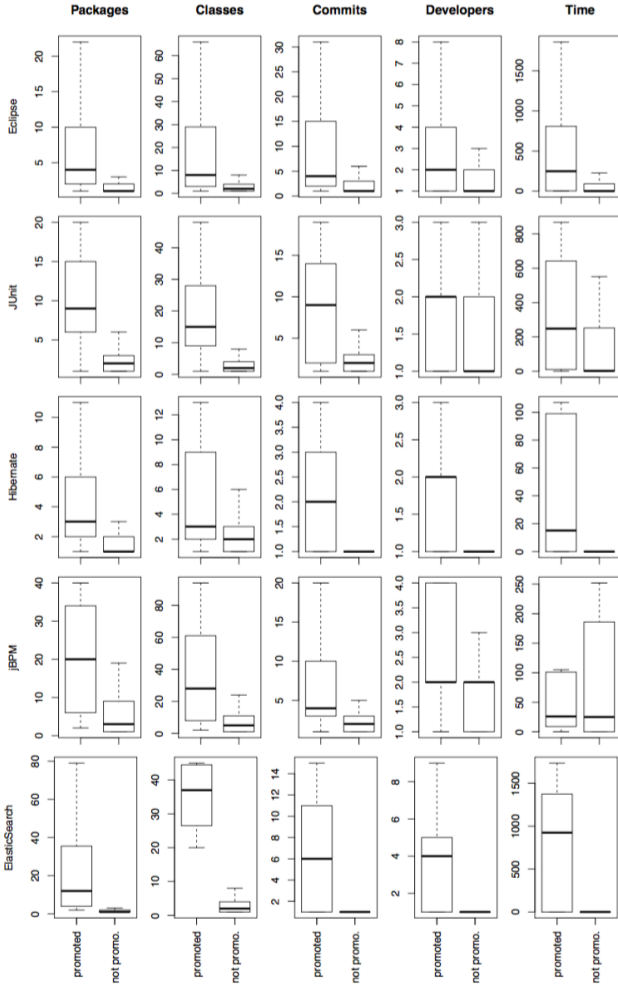 Packages Classes Commits Developers Time
Eclipse
5 10 15 20
10 20 30 40 50 60
0 5 10 15 20 25 30
1 2 3 4 5 6 7 8
0 500 1000 1500
JUnit
5 10 15 20
0 10 20 30 40
5 10 15
1.0 1.5 2.0 2.5 3.0
0 200 400 600 800
Hibernate
2 4 6 8 10
2 4 6 8 10 12
1.0 1.5 2.0 2.5 3.0 3.5 4.0
1.0 1.5 2.0 2.5 3.0
0 20 40 60 80 100
jBPM
0 10 20 30 40
0 20 40 60 80
5 10 15 20
1.0 1.5 2.0 2.5 3.0 3.5 4.0
0 50 100 150 200 250
ElasticSearch
0 20 40 60 80
0 10 20 30 40
2 4 6 8 10 12 14
2 4 6 8
0 500 1000 1500
promoted not promo. promoted not promo. promoted not promo. promoted not promo. promoted not promo.